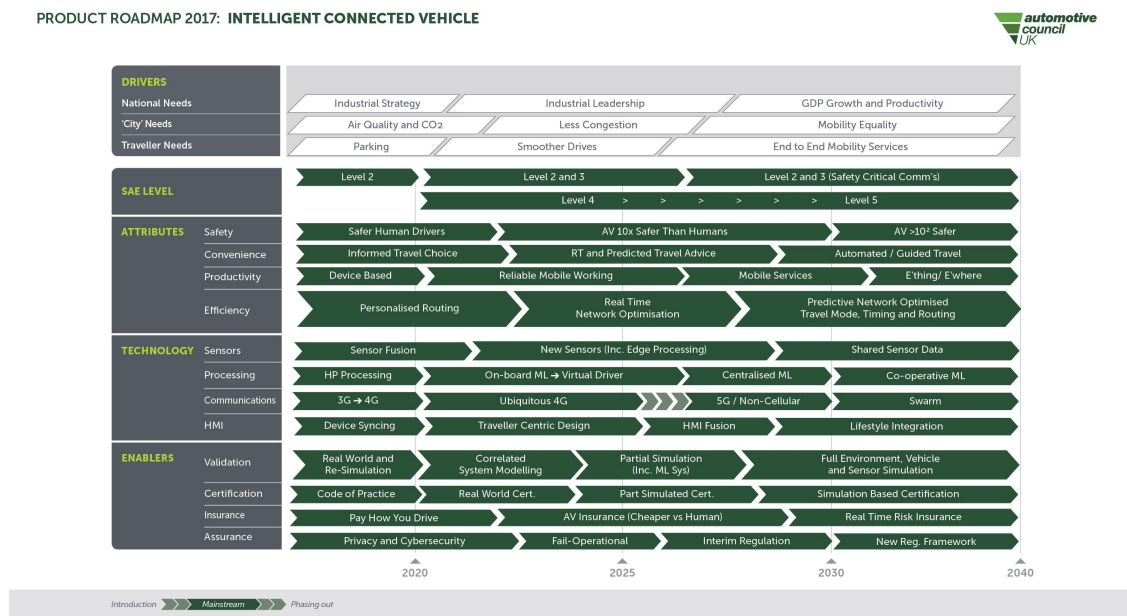 PRODUCT ROADMAP 2017: INTELLIGENT CONNECTED VEHICLE
automotive
council
UK
DRIVERS
National Needs
Industrial Strategy
Industrial Leadership
GDP Growth and Productivity
'City' Needs
Air Quality and CO2
Less Congestion
Mobility Equality
Traveller Needs
Parking
Smoother Drives
End to End Mobility Services
SAE LEVEL
Level 2
Level 2 and 3
Level 2 and 3 (Safety Critical Comm's)
Level 4 > > > > > > Level 5
ATTRIBUTES
Safety
Safer Human Drivers
AV 10x Safer Than Humans
AV >10² Safer
Convenience
Informed Travel Choice
RT and Predicted Travel Advice
Automated / Guided Travel
Productivity
Device Based
Reliable Mobile Working
Mobile Services
E'thing/ E'where
Efficiency
Personalised Routing
Real Time
Network Optimisation
Predictive Network Optimised
Travel Mode, Timing and Routing
TECHNOLOGY
Sensors
Sensor Fusion
New Sensors (Inc. Edge Processing)
Shared Sensor Data
Processing
HP Processing
On-board ML → Virtual Driver
Centralised ML
Co-operative ML
Communications
3G → 4G
Ubiquitous 4G
5G / Non-Cellular
Swarm
HMI
Device Syncing
Traveller Centric Design
HMI Fusion
Lifestyle Integration
ENABLERS
Validation
Real World and
Re-Simulation
Correlated
System Modelling
Partial Simulation
(Inc. ML Sys)
Full Environment, Vehicle
and Sensor Simulation
Certification
Code of Practice
Real World Cert.
Part Simulated Cert.
Simulation Based Certification
Insurance
Pay How You Drive
AV Insurance (Cheaper vs Human)
Real Time Risk Insurance
Assurance
Privacy and Cybersecurity
Fail-Operational
Interim Regulation
New Reg. Framework
2020
2025
2030
2040
Introduction
Mainstream
Phasing out